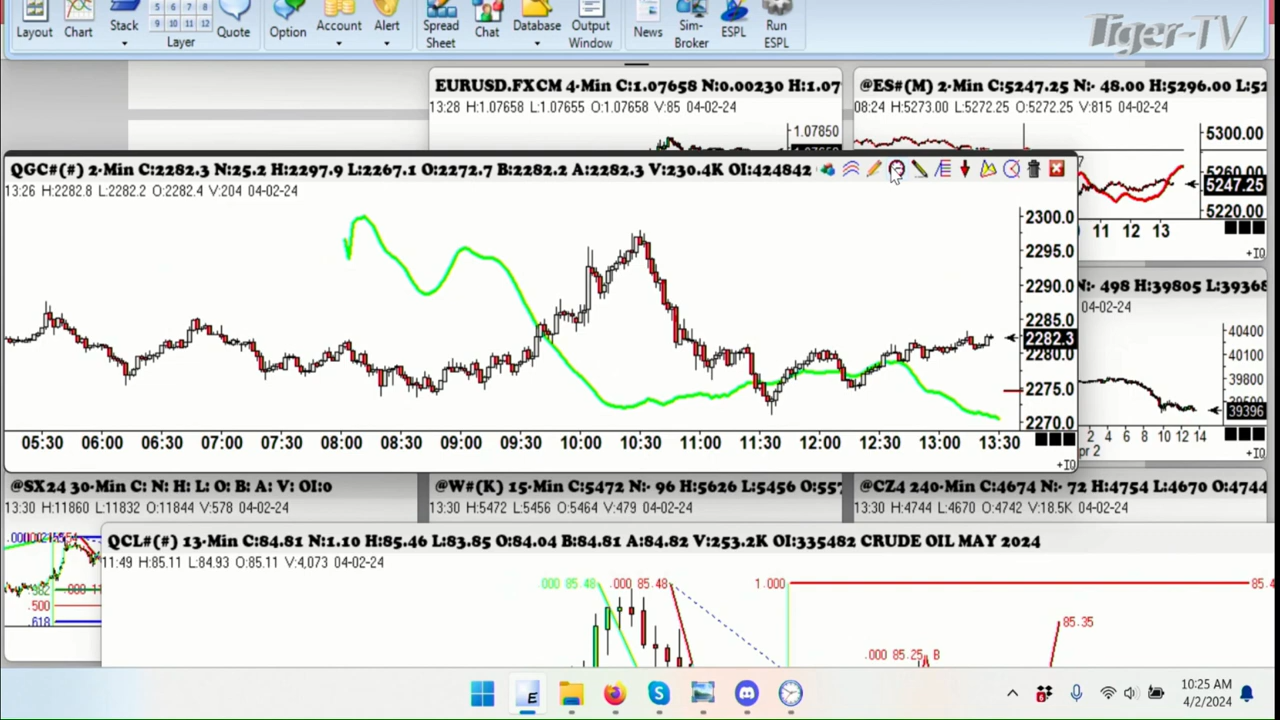 Layout Chart Stack Layer Quote Option Account Alert Spread Sheet Chat Database Output Window News Sim-Broker ESPL Run ESPL
5 6 7 8
9 10 11 12
Tiger-TV
EURUSD.FXCM 4-Min C:1.07658 N:0.00230 H:1.07
13:28 H:1.07658 L:1.07655 O:1.07658 V:85 04-02-24
1.07850
@ES#(M) 2-Min C:5247.25 N:- 48.00 H:5296.00 L:52
08:24 H:5273.00 L:5272.25 O:5272.25 V:815 04-02-24
5300.00
5247.25
5220.00
11 12 13
+IO
QGC#(#) 2-Min C:2282.3 N:25.2 H:2297.9 L:2267.1 O:2272.7 B:2282.2 A:2282.3 V:230.4K OI:424842
13:26 H:2282.8 L:2282.2 O:2282.4 V:204 04-02-24
2300.0
2295.0
2290.0
2285.0
2282.3
2280.0
2275.0
2270.0
05:30 06:00 06:30 07:00 07:30 08:00 08:30 09:00 09:30 10:00 10:30 11:00 11:30 12:00 12:30 13:00 13:30
+IO
N:- 498 H:39805 L:39368
04-02-24
40400
40100
39800
39396
2 4 6 8 10 12 14
pr 2
+IO
@SX24 30-Min C: N: H: L: O: B: A: V: OI:0
13:30 H:11860 L:11832 O:11844 V:578 04-02-24
.500
.618
@W#(K) 15-Min C:5472 N:- 96 H:5626 L:5456 O:557
13:30 H:5472 L:5456 O:5464 V:479 04-02-24
@CZ4 240-Min C:4674 N:- 72 H:4754 L:4670 O:4744
13:30 H:4744 L:4670 O:4742 V:18.5K 04-02-24
QCL#(#) 13-Min C:84.81 N:1.10 H:85.46 L:83.85 O:84.04 B:84.81 A:84.82 V:253.2K OI:335482 CRUDE OIL MAY 2024
11:49 H:85.11 L:84.93 O:85.11 V:4,073 04-02-24
.000 85.48 .000 85.48 1.000 85.4
85.35
.000 85.25 B
10:25 AM
4/2/2024